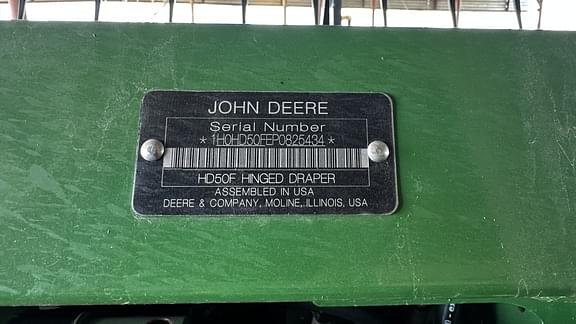 JOHN DEERE
Serial Number
*1H0HD50FEP0825434*
HD50F HINGED DRAPER
ASSEMBLED IN USA
DEERE & COMPANY, MOLINE, ILLINOIS, USA